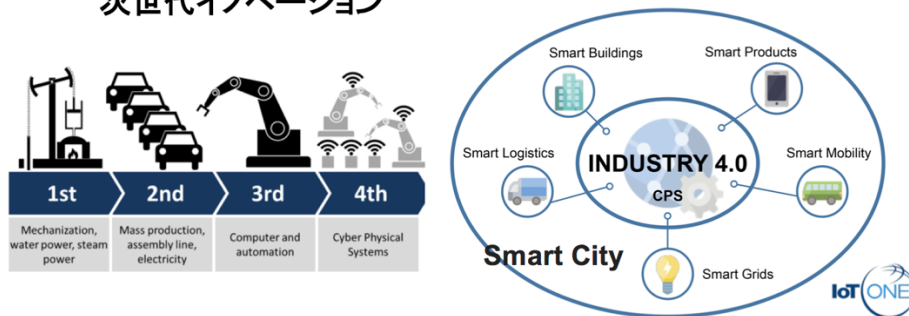 次世代イノベーション
1st
2nd
3rd
4th
Mechanization,
water power, steam
power
Mass production,
assembly line,
electricity
Computer and
automation
Cyber Physical
Systems
Smart Buildings
Smart Products
Smart Logistics
INDUSTRY 4.0
Smart Mobility
CPS
Smart City
Smart Grids
IoT ONE